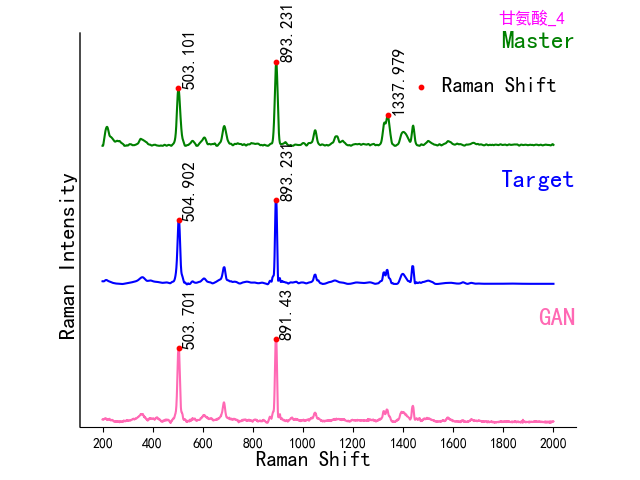 甘氨酸_4
Master
503.101
893.231
1337.979
Raman Shift
Target
504.902
893.231
GAN
503.701
891.43
Raman Intensity
200 400 600 800 1000 1200 1400 1600 1800 2000
Raman Shift